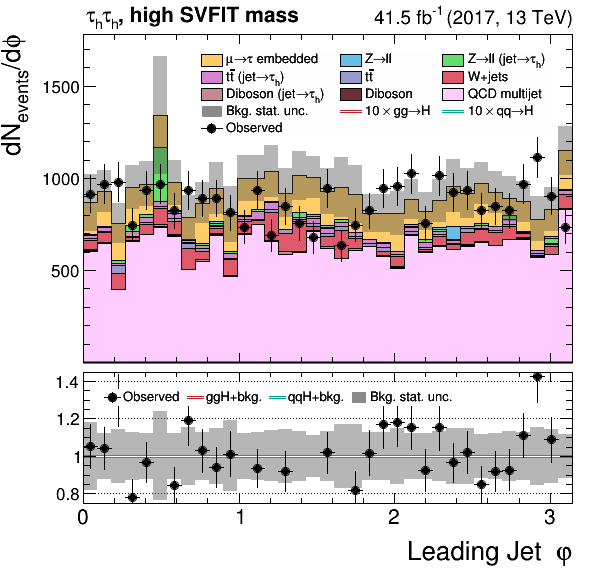 τhτh, high SVFIT mass 41.5 fb⁻¹ (2017, 13 TeV)
dNevents/dφ
1500
1000
500
μ→τ embedded Z→ll Z→ll (jet→τh)
tt̄ (jet→τh) tt̄ W+jets
Diboson (jet→τh) Diboson QCD multijet
Bkg. stat. unc. 10 × gg→H 10 × qq→H
Observed
1.4
1.2
1
0.8
Observed ggH+bkg. qqH+bkg. Bkg. stat. unc.
0 1 2 3
Leading Jet φ